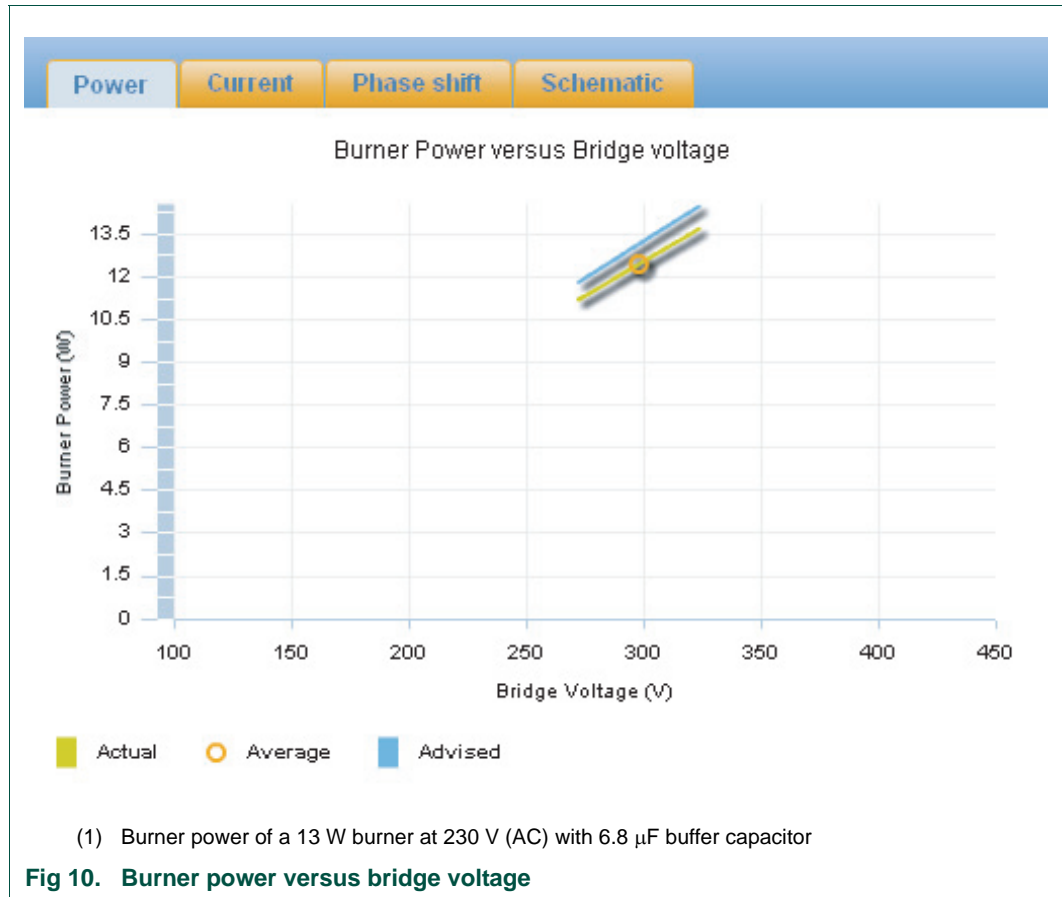 Power Current Phase shift Schematic
Burner Power versus Bridge voltage
Burner Power (W)
13.5
12
10.5
9
7.5
6
4.5
3
1.5
0
100 150 200 250 300 350 400 450
Bridge Voltage (V)
Actual Average Advised
(1) Burner power of a 13 W burner at 230 V (AC) with 6.8 μF buffer capacitor
Fig 10. Burner power versus bridge voltage